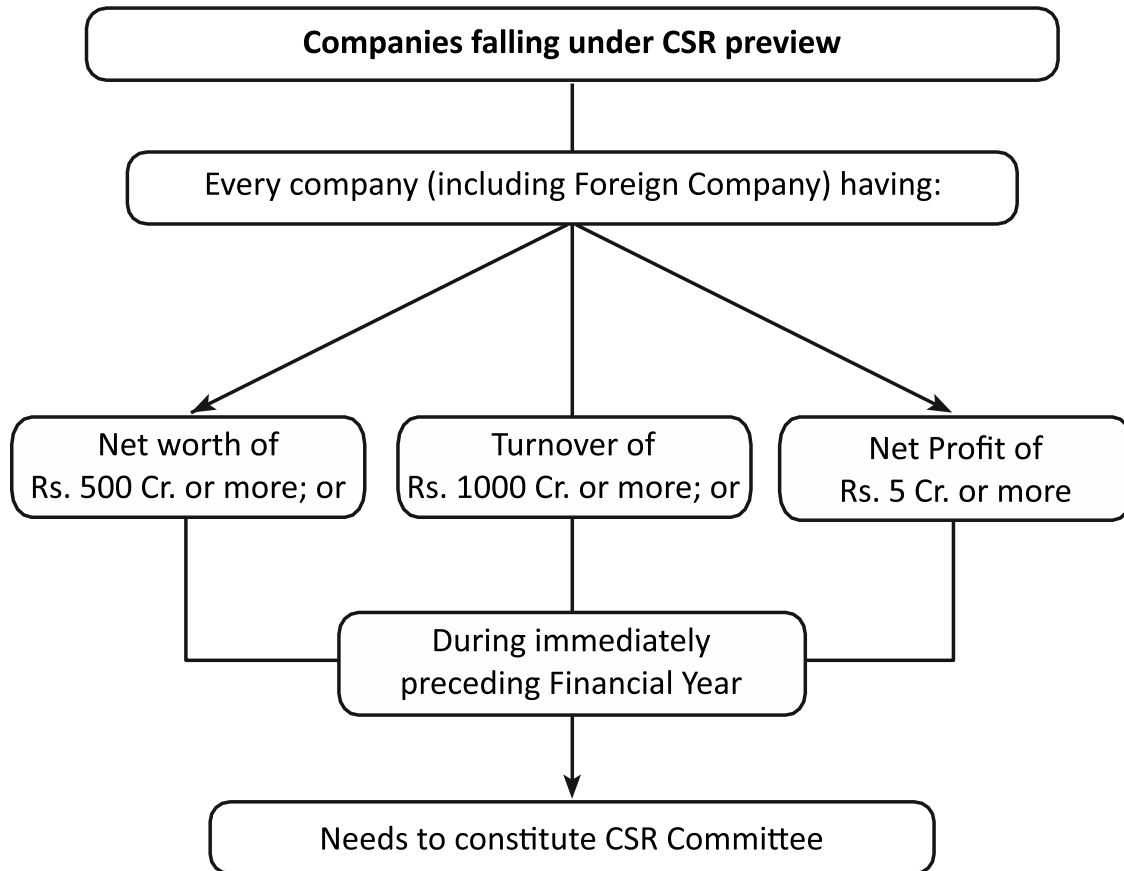 Companies falling under CSR preview
Every company (including Foreign Company) having:
Net worth of
Rs. 500 Cr. or more; or
Turnover of
Rs. 1000 Cr. or more; or
Net Profit of
Rs. 5 Cr. or more
During immediately
preceding Financial Year
Needs to constitute CSR Committee